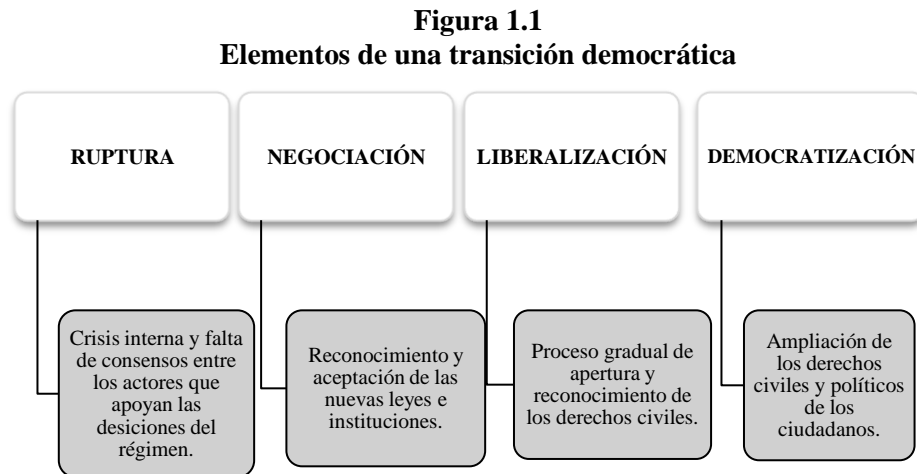 Figura 1.1
Elementos de una transición democrática
RUPTURA
NEGOCIACIÓN
LIBERALIZACIÓN
DEMOCRATIZACIÓN
Crisis interna y falta
de consensos entre
los actores que
apoyan las
desiciones del
régimen.
Reconocimiento y
aceptación de las
nuevas leyes e
instituciones.
Proceso gradual de
apertura y
reconocimiento de
los derechos civiles.
Ampliación de
los derechos
civiles y políticos
de los
ciudadanos.